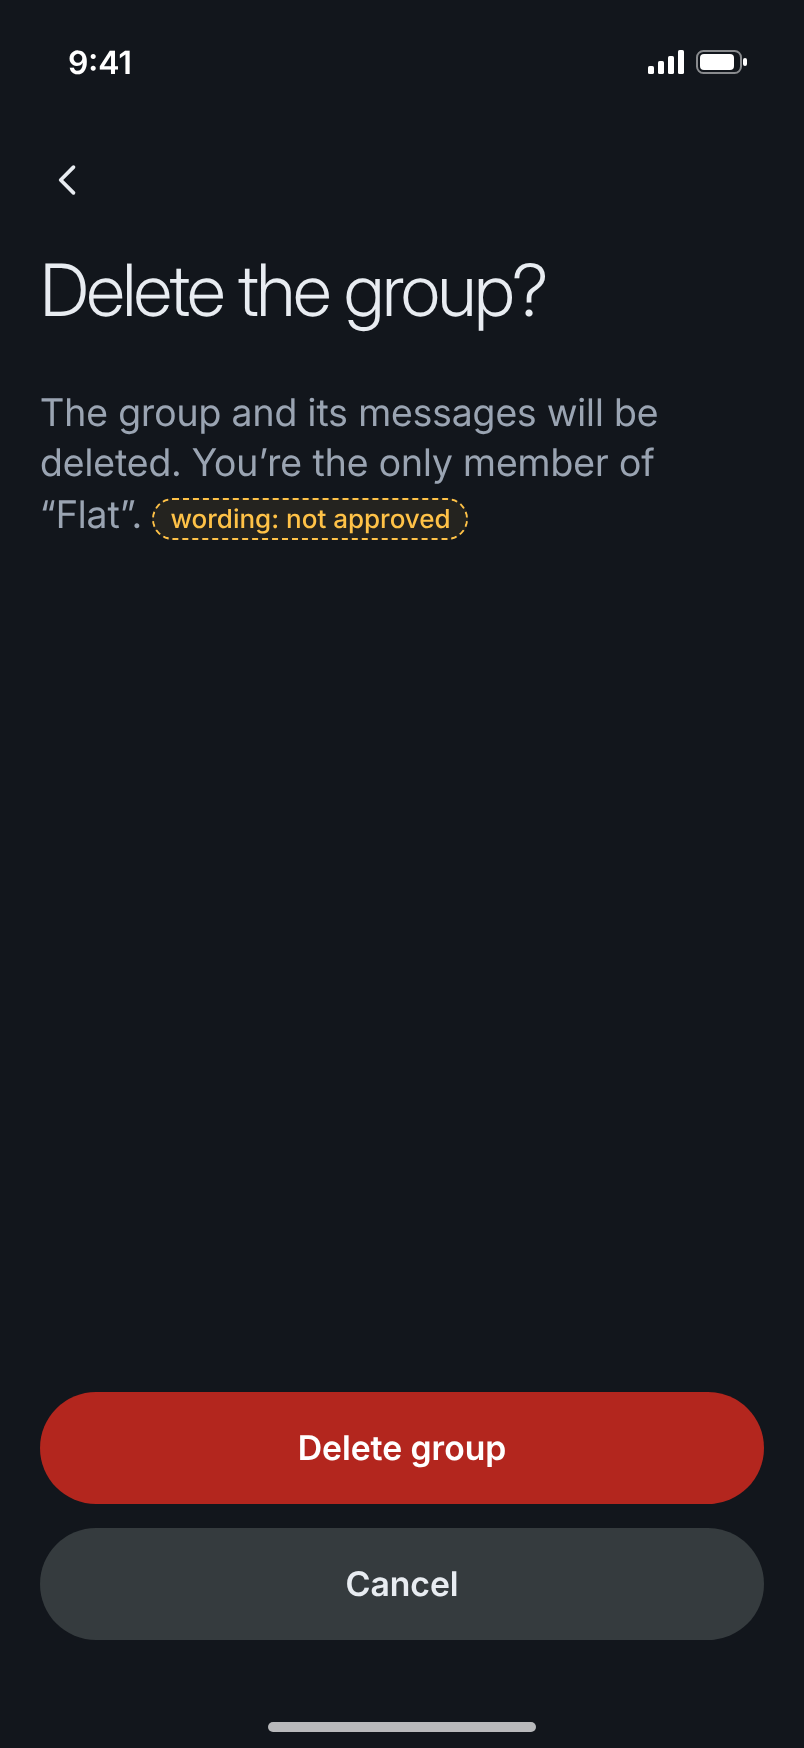 9:41
Delete the group?
The group and its messages will be
deleted. You’re the only member of
“Flat”. wording: not approved
Delete group
Cancel